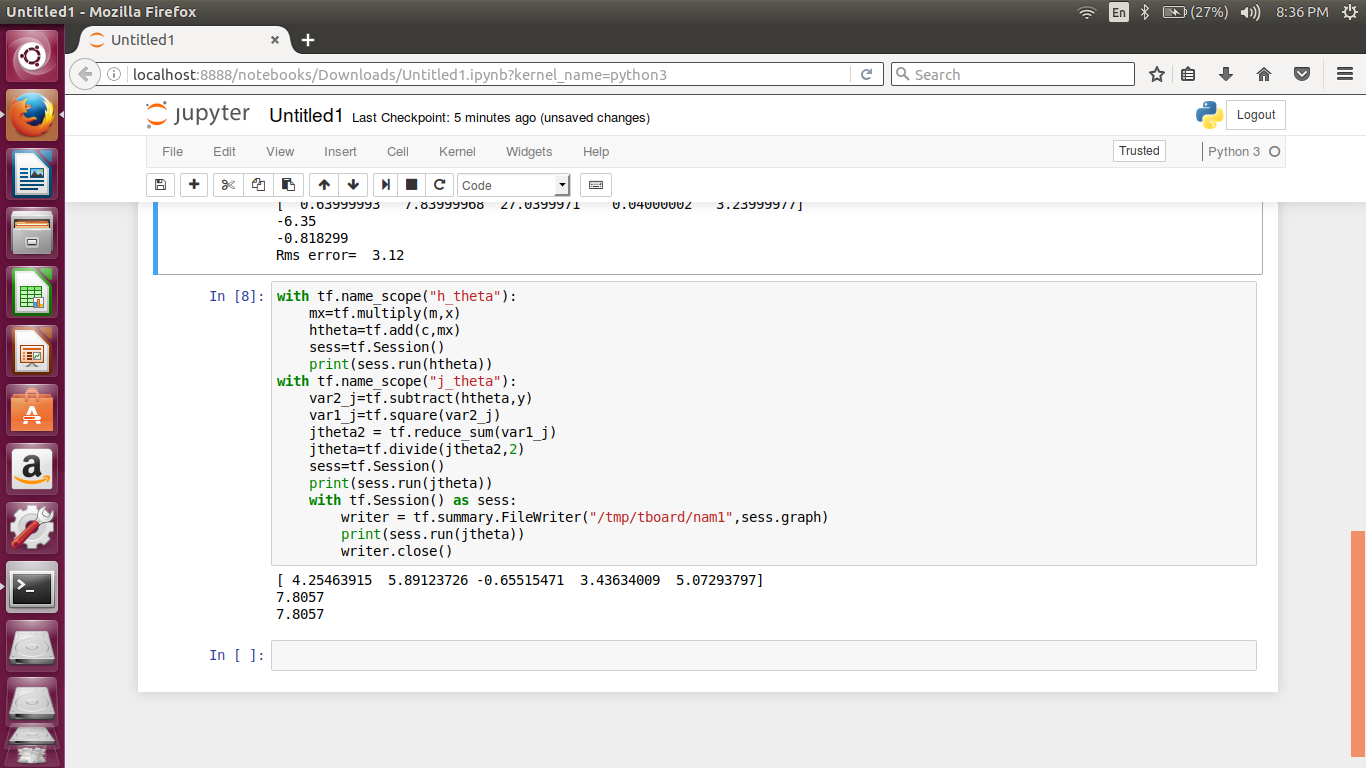 Untitled1 - Mozilla Firefox
En
(27%)
8:36 PM
Untitled1
localhost:8888/notebooks/Downloads/Untitled1.ipynb?kernel_name=python3
Search
jupyter
Untitled1
Last Checkpoint: 5 minutes ago (unsaved changes)
Logout
File Edit View Insert Cell Kernel Widgets Help
Trusted
Python 3
Code
[  0.63999993   7.83999968  27.0399971    0.04000002   3.23999977]
-6.35
-0.818299
Rms error=  3.12
In [8]:
with tf.name_scope("h_theta"):
    mx=tf.multiply(m,x)
    htheta=tf.add(c,mx)
    sess=tf.Session()
    print(sess.run(htheta))
with tf.name_scope("j_theta"):
    var2_j=tf.subtract(htheta,y)
    var1_j=tf.square(var2_j)
    jtheta2 = tf.reduce_sum(var1_j)
    jtheta=tf.divide(jtheta2,2)
    sess=tf.Session()
    print(sess.run(jtheta))
    with tf.Session() as sess:
        writer = tf.summary.FileWriter("/tmp/tboard/nam1",sess.graph)
        print(sess.run(jtheta))
        writer.close()
[ 4.25463915  5.89123726 -0.65515471  3.43634009  5.07293797]
7.8057
7.8057
In [ ]: